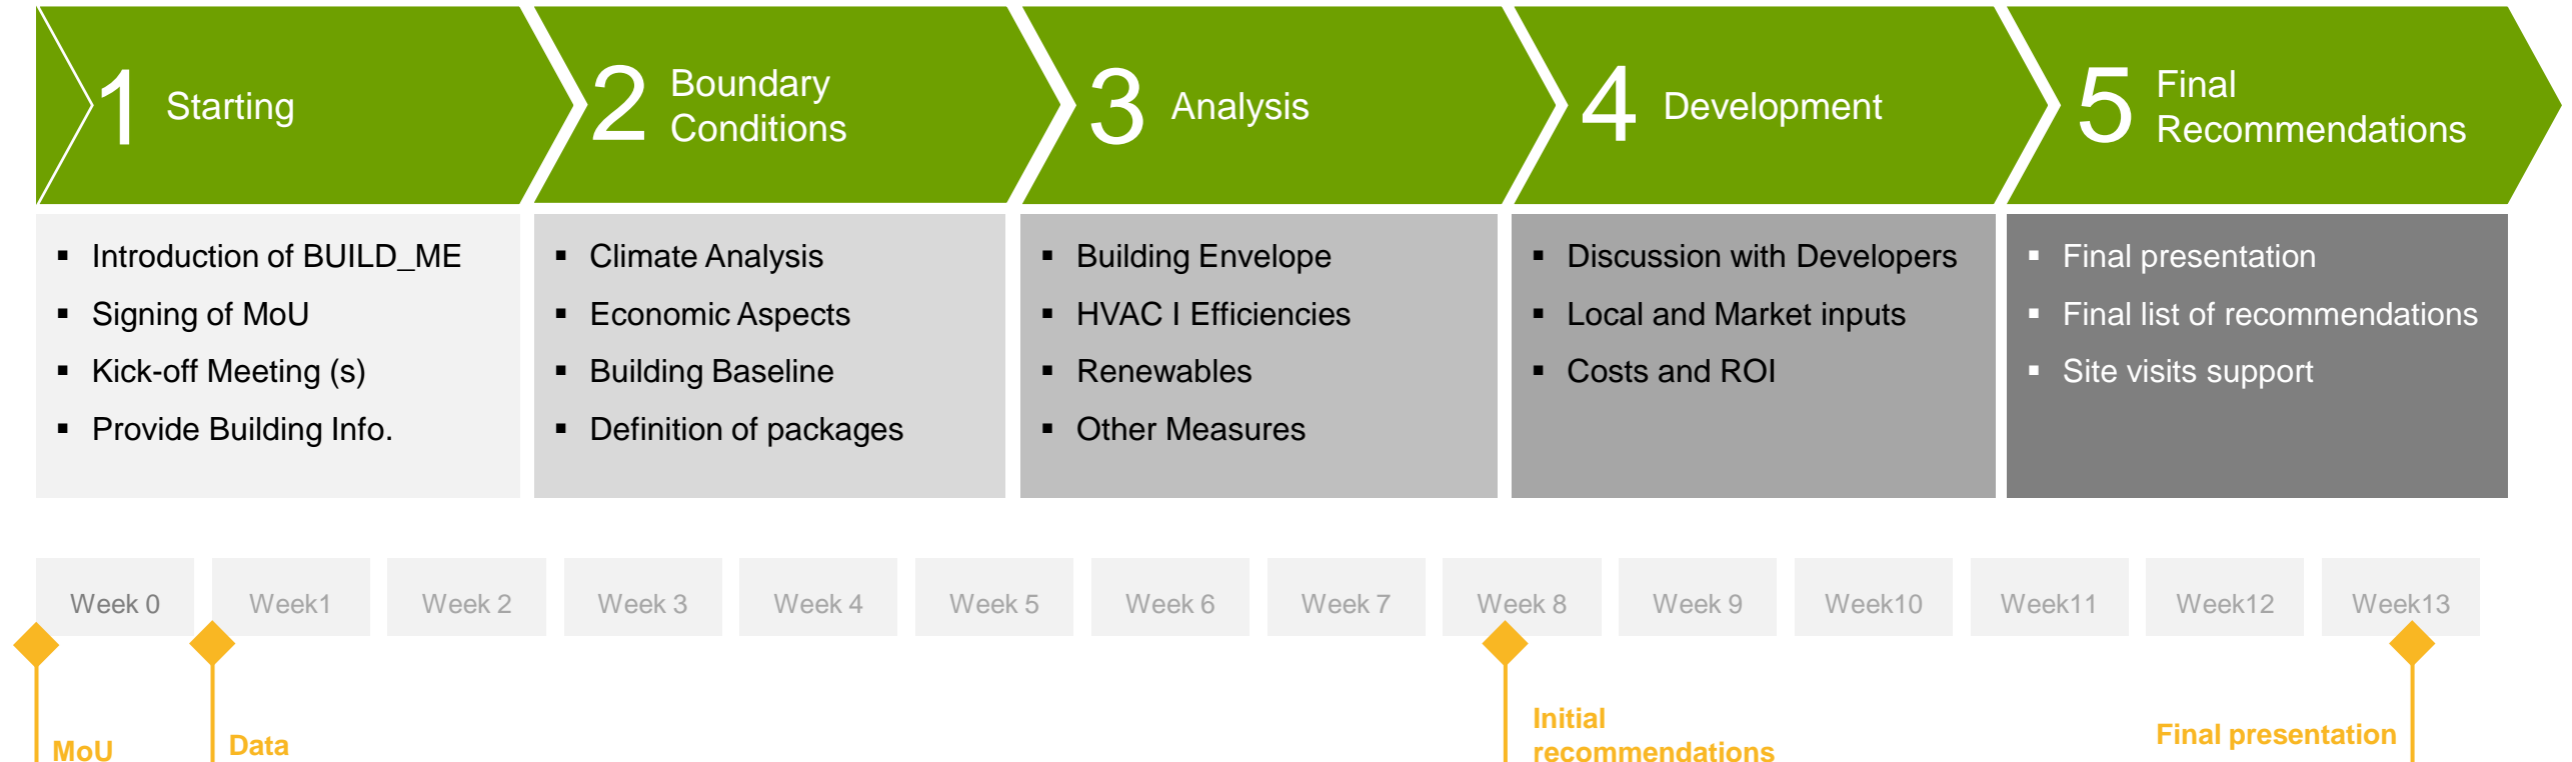 1 Starting
2 Boundary
Conditions
3 Analysis
4 Development
5 Final
Recommendations
▪ Introduction of BUILD_ME
▪ Signing of MoU
▪ Kick-off Meeting (s)
▪ Provide Building Info.
▪ Climate Analysis
▪ Economic Aspects
▪ Building Baseline
▪ Definition of packages
▪ Building Envelope
▪ HVAC I Efficiencies
▪ Renewables
▪ Other Measures
▪ Discussion with Developers
▪ Local and Market inputs
▪ Costs and ROI
▪ Final presentation
▪ Final list of recommendations
▪ Site visits support
Week 0
Week1
Week 2
Week 3
Week 4
Week 5
Week 6
Week 7
Week 8
Week 9
Week10
Week11
Week12
Week13
MoU
Data
Initial
recommendations
Final presentation